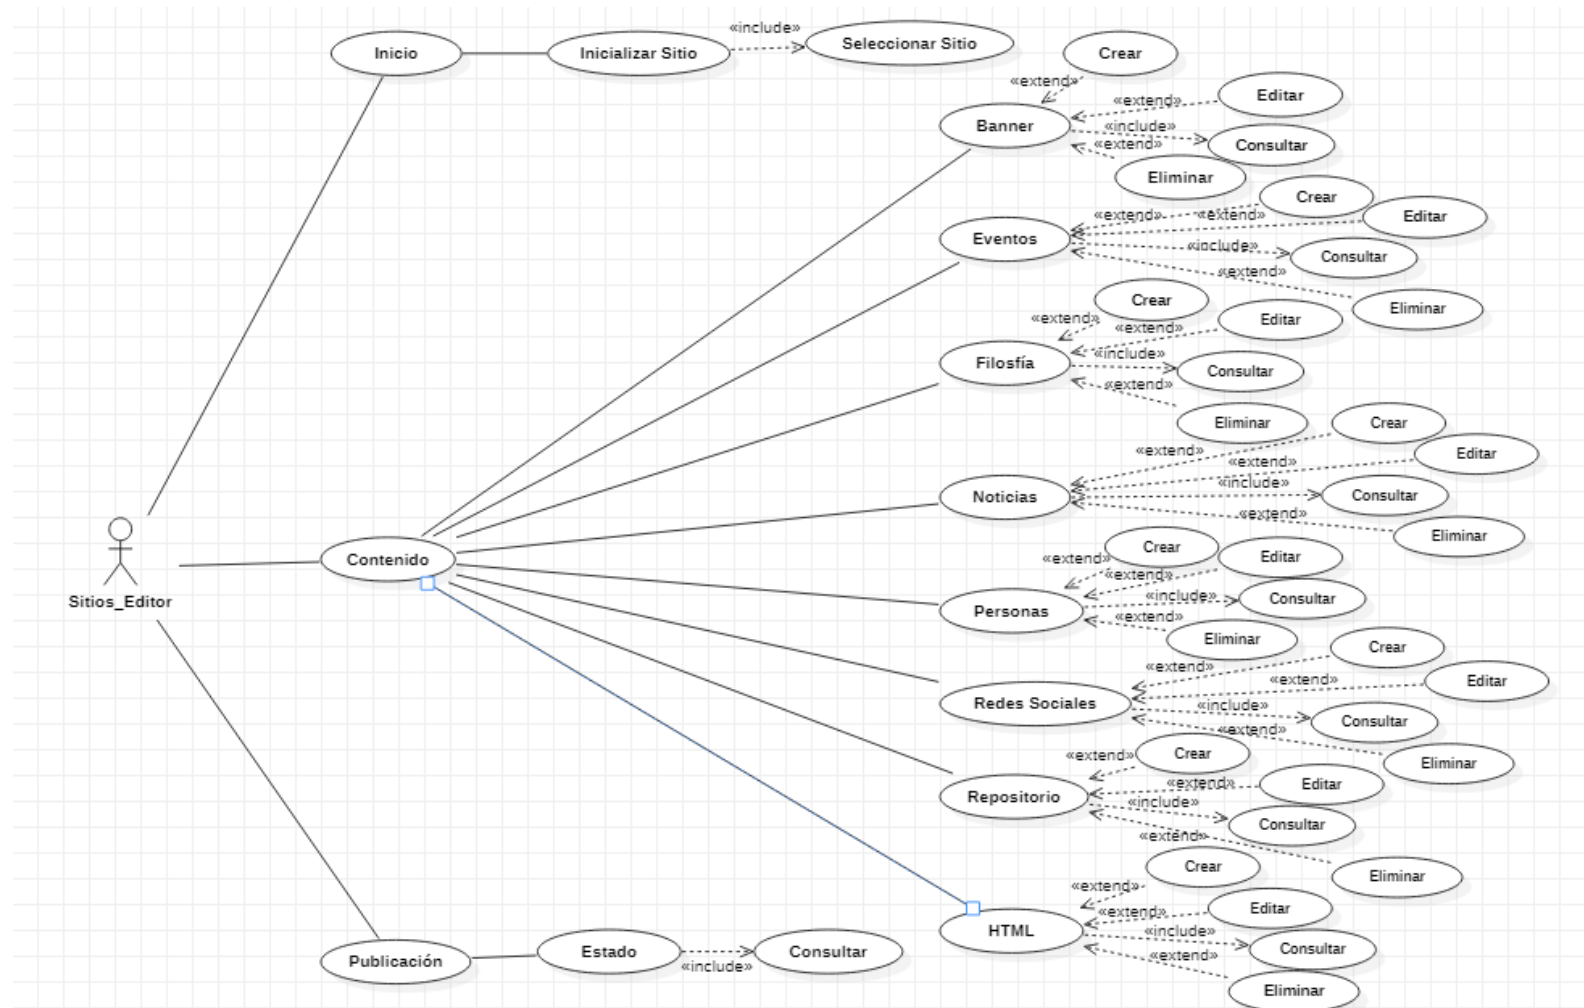 Inicio
Inicializar Sitio
«include»
Seleccionar Sitio
Crear
«extend»
Editar
«extend»
Banner
«include»
Consultar
«extend»
Eliminar
Crear
«extend»
«extend»
Editar
Eventos
«include»
Consultar
«extend»
Eliminar
Crear
«extend»
Editar
«extend»
Filosfía
«include»
Consultar
«extend»
Eliminar
Crear
«extend»
Editar
«extend»
Noticias
«include»
Consultar
«extend»
Eliminar
Crear
«extend»
Editar
«extend»
Contenido
Sitios_Editor
Personas
«include»
Consultar
«extend»
Eliminar
Crear
«extend»
Editar
«extend»
Redes Sociales
«include»
Consultar
«extend»
Eliminar
Crear
«extend»
Editar
«extend»
Repositorio
«include»
Consultar
«extend»
Eliminar
Crear
«extend»
Editar
«extend»
HTML
«include»
Consultar
«extend»
Eliminar
Publicación
Estado
«include»
Consultar